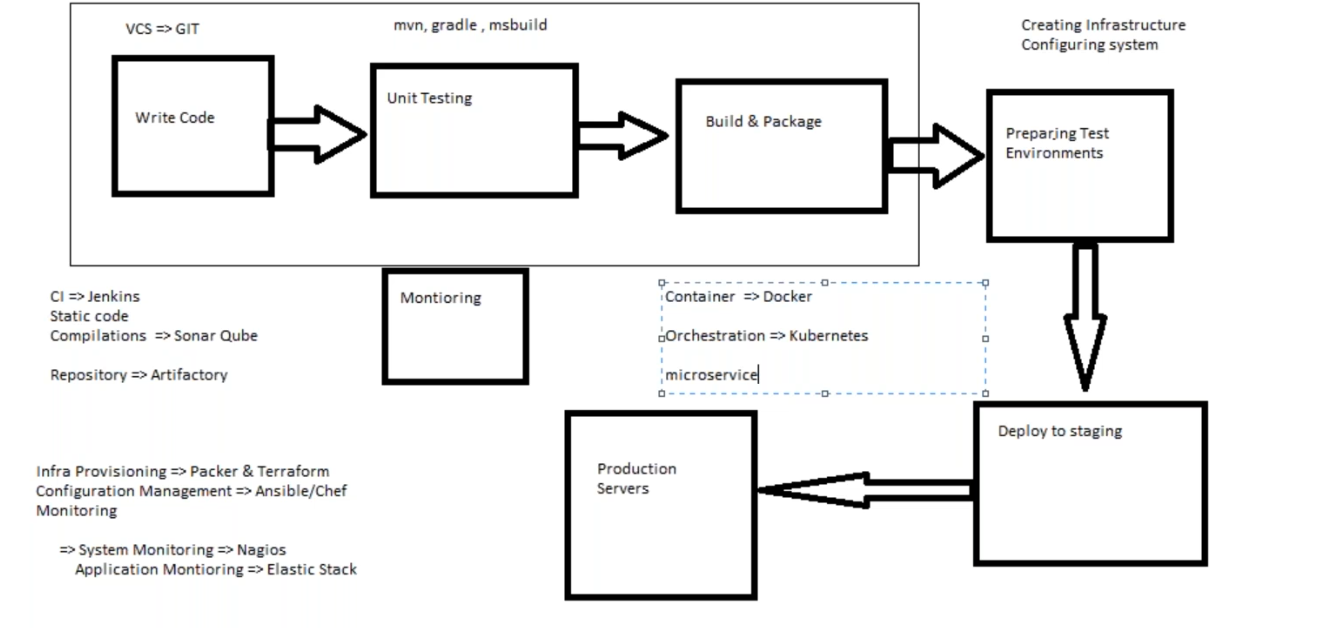 VCS => GIT
mvn, gradle , msbuild
Creating Infrastructure
Configuring system
Write Code
Unit Testing
Build & Package
Preparing Test
Environments
CI => Jenkins
Static code
Compilations => Sonar Qube
Repository => Artifactory
Montioring
Container => Docker
Orchestration => Kubernetes
microservice
Deploy to staging
Production
Servers
Infra Provisioning => Packer & Terraform
Configuration Management => Ansible/Chef
Monitoring
=> System Monitoring => Nagios
Application Montioring => Elastic Stack